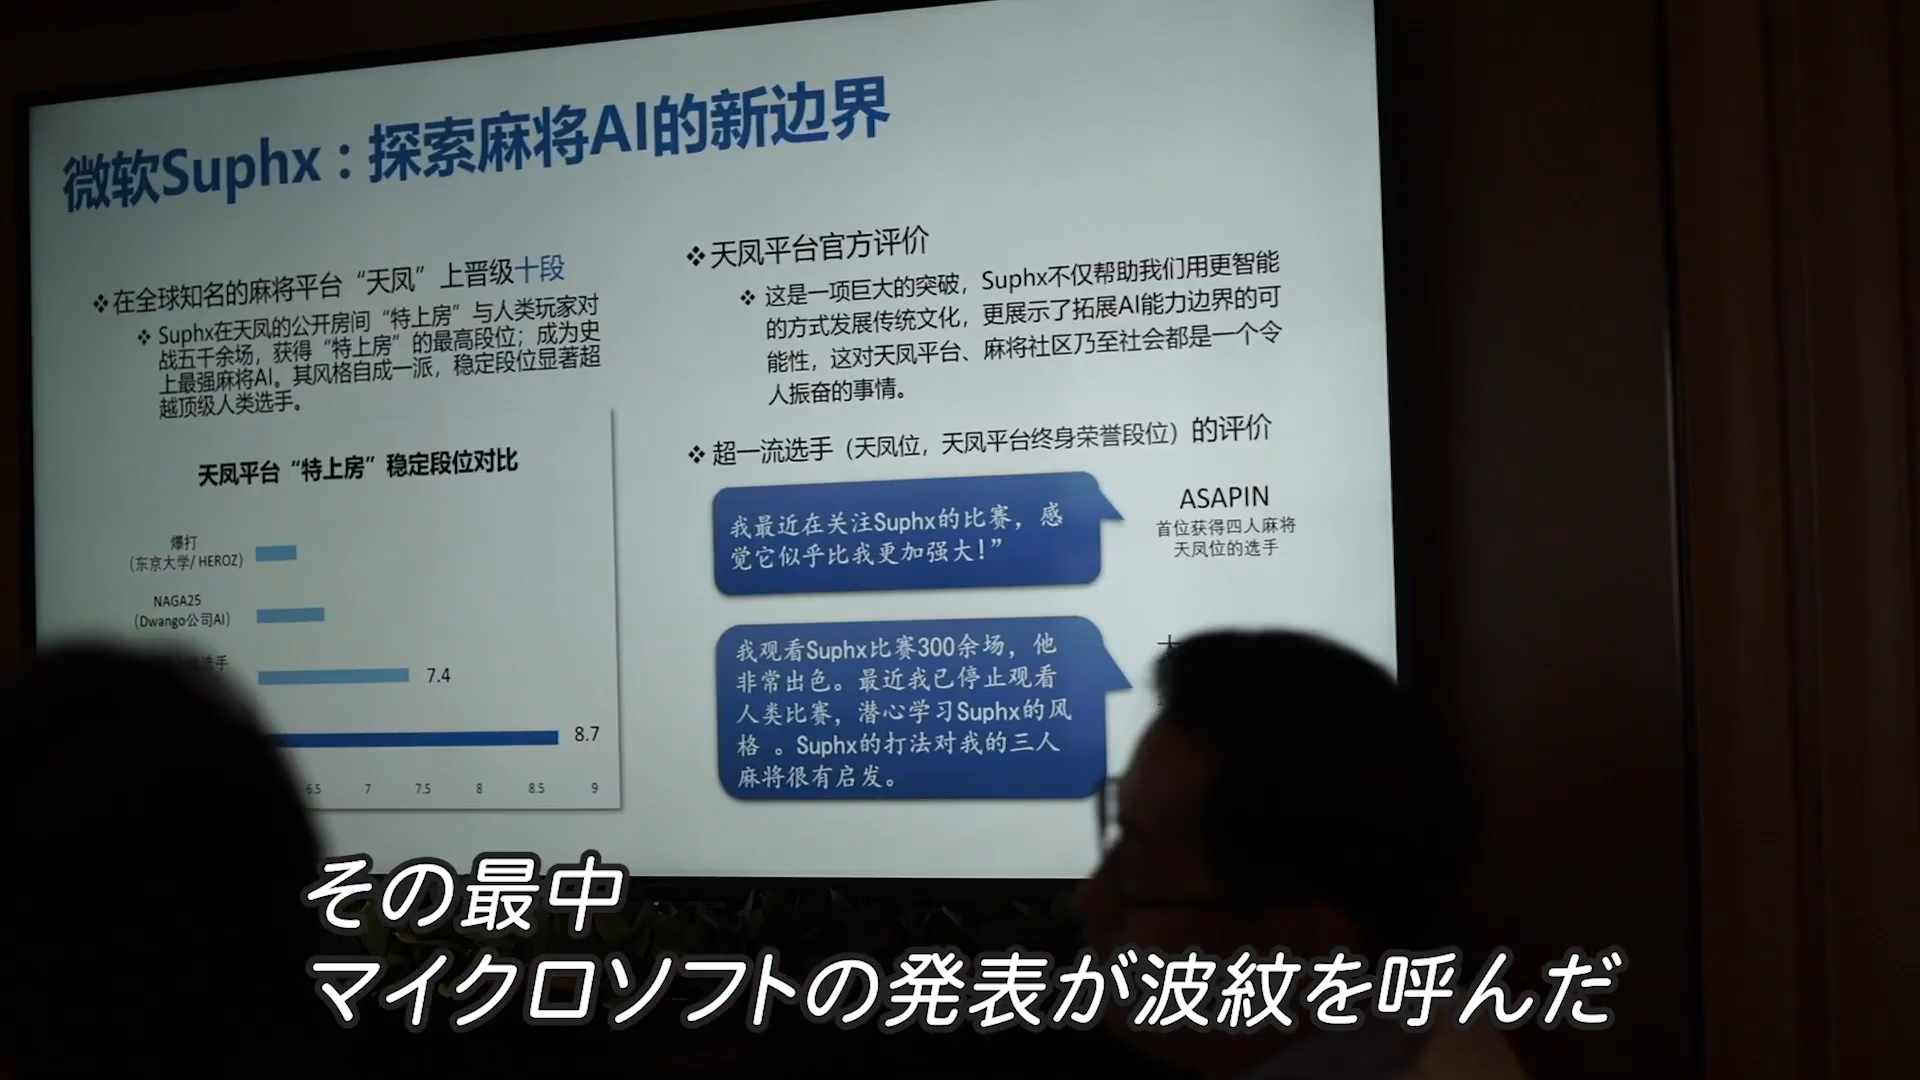 微软Suphx：探索麻将AI的新边界
❖在全球知名的麻将平台“天凤”上晋级十段
❖Suphx在天凤的公开房间“特上房”与人类玩家对
战五千余场，获得“特上房”的最高段位；成为史
上最强麻将AI。其风格自成一派，稳定段位显著超
越顶级人类选手。
天凤平台“特上房”稳定段位对比
爆打
(东京大学/ HEROZ)
NAGA25
(Dwango公司AI)
选手
7.4
8.7
6.5 7 7.5 8 8.5 9
❖天凤平台官方评价
❖这是一项巨大的突破，Suphx不仅帮助我们用更智能
的方式发展传统文化，更展示了拓展AI能力边界的可
能性，这对天凤平台、麻将社区乃至社会都是一个令
人振奋的事情。
❖超一流选手（天凤位，天凤平台终身荣誉段位）的评价
我最近在关注Suphx的比赛，感
觉它似乎比我更加强大！”
ASAPIN
首位获得四人麻将
天凤位的选手
我观看Suphx比赛300余场，他
非常出色。最近我已停止观看
人类比赛，潜心学习Suphx的风
格 。Suphx的打法对我的三人
麻将很有启发。
その最中
マイクロソフトの発表が波紋を呼んだ